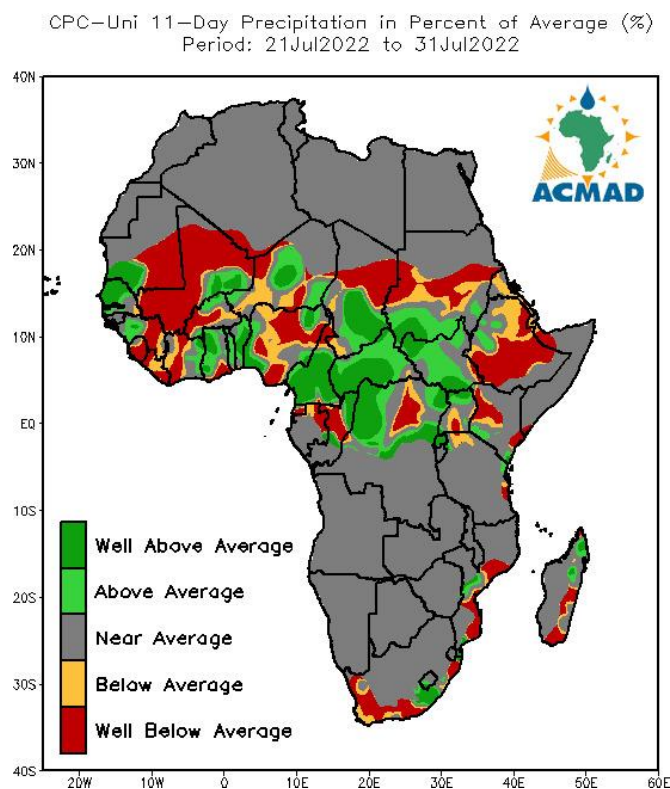 CPC-Uni 11-Day Precipitation in Percent of Average (%)
Period: 21Jul2022 to 31Jul2022
40N
30N
20N
10N
EQ
10S
20S
30S
40S
ACMAD
Well Above Average
Above Average
Near Average
Below Average
Well Below Average
20W 10W 0 10E 20E 30E 40E 50E 60E